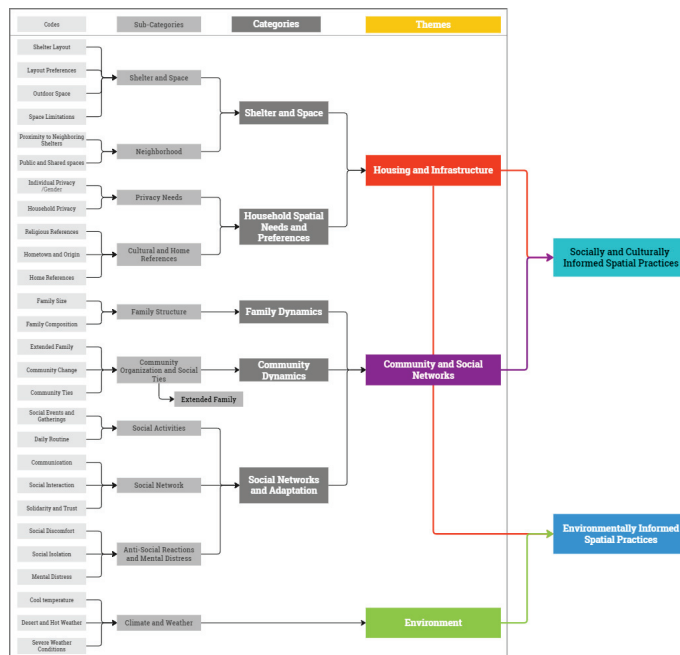 Codes
Sub-Categories
Categories
Themes
Shelter Layout
Layout Preferences
Outdoor Space
Space Limitations
Proximity to Neighboring
Shelters
Public and Shared spaces
Individual Privacy
/Gender
Household Privacy
Religious References
Hometown and Origin
Home References
Family Size
Family Composition
Extended Family
Community Change
Community Ties
Social Events and
Gatherings
Daily Routine
Communication
Social Interaction
Solidarity and Trust
Social Discomfort
Social Isolation
Mental Distress
Cool temperature
Desert and Hot Weather
Severe Weather
Conditions
Shelter and Space
Neighborhood
Privacy Needs
Cultural and Home
References
Family Structure
Community
Organization and Social
Ties
Extended Family
Social Activities
Social Network
Anti-Social Reactions
and Mental Distress
Climate and Weather
Shelter and Space
Household Spatial
Needs and
Preferences
Family Dynamics
Community
Dynamics
Social Networks
and Adaptation
Housing and Infrastructure
Community and Social
Networks
Environment
Socially and Culturally
Informed Spatial Practices
Environmentally Informed
Spatial Practices